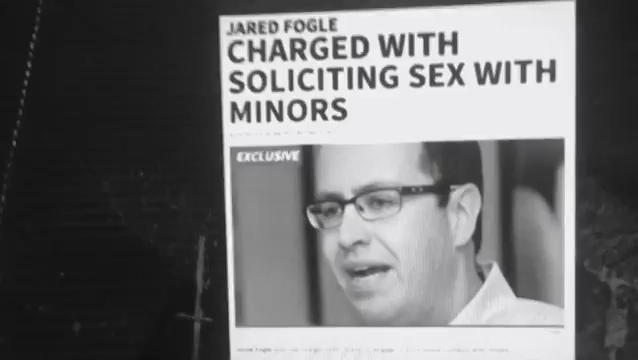 JARED FOGLE
CHARGED WITH
SOLICITING SEX WITH
MINORS
EXCLUSIVE